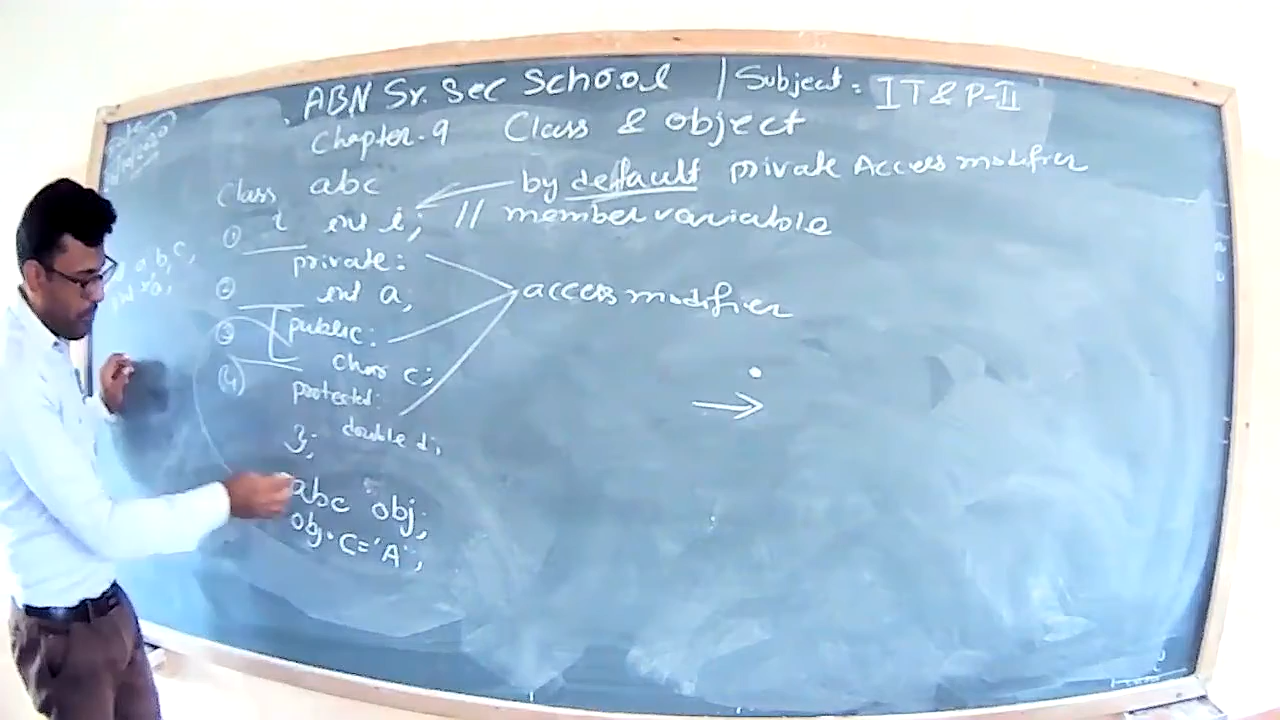 ABN Sr. Sec School | Subject: IT & P-II
Chapter-9 Class & object
Class abc
by default private Access modifier
{ int i; // member variable
①
private:
② int a;
access modifier
③ public:
char c;
④
protected:
double d;
};
abc obj;
obj.c='A';
a, b, c,